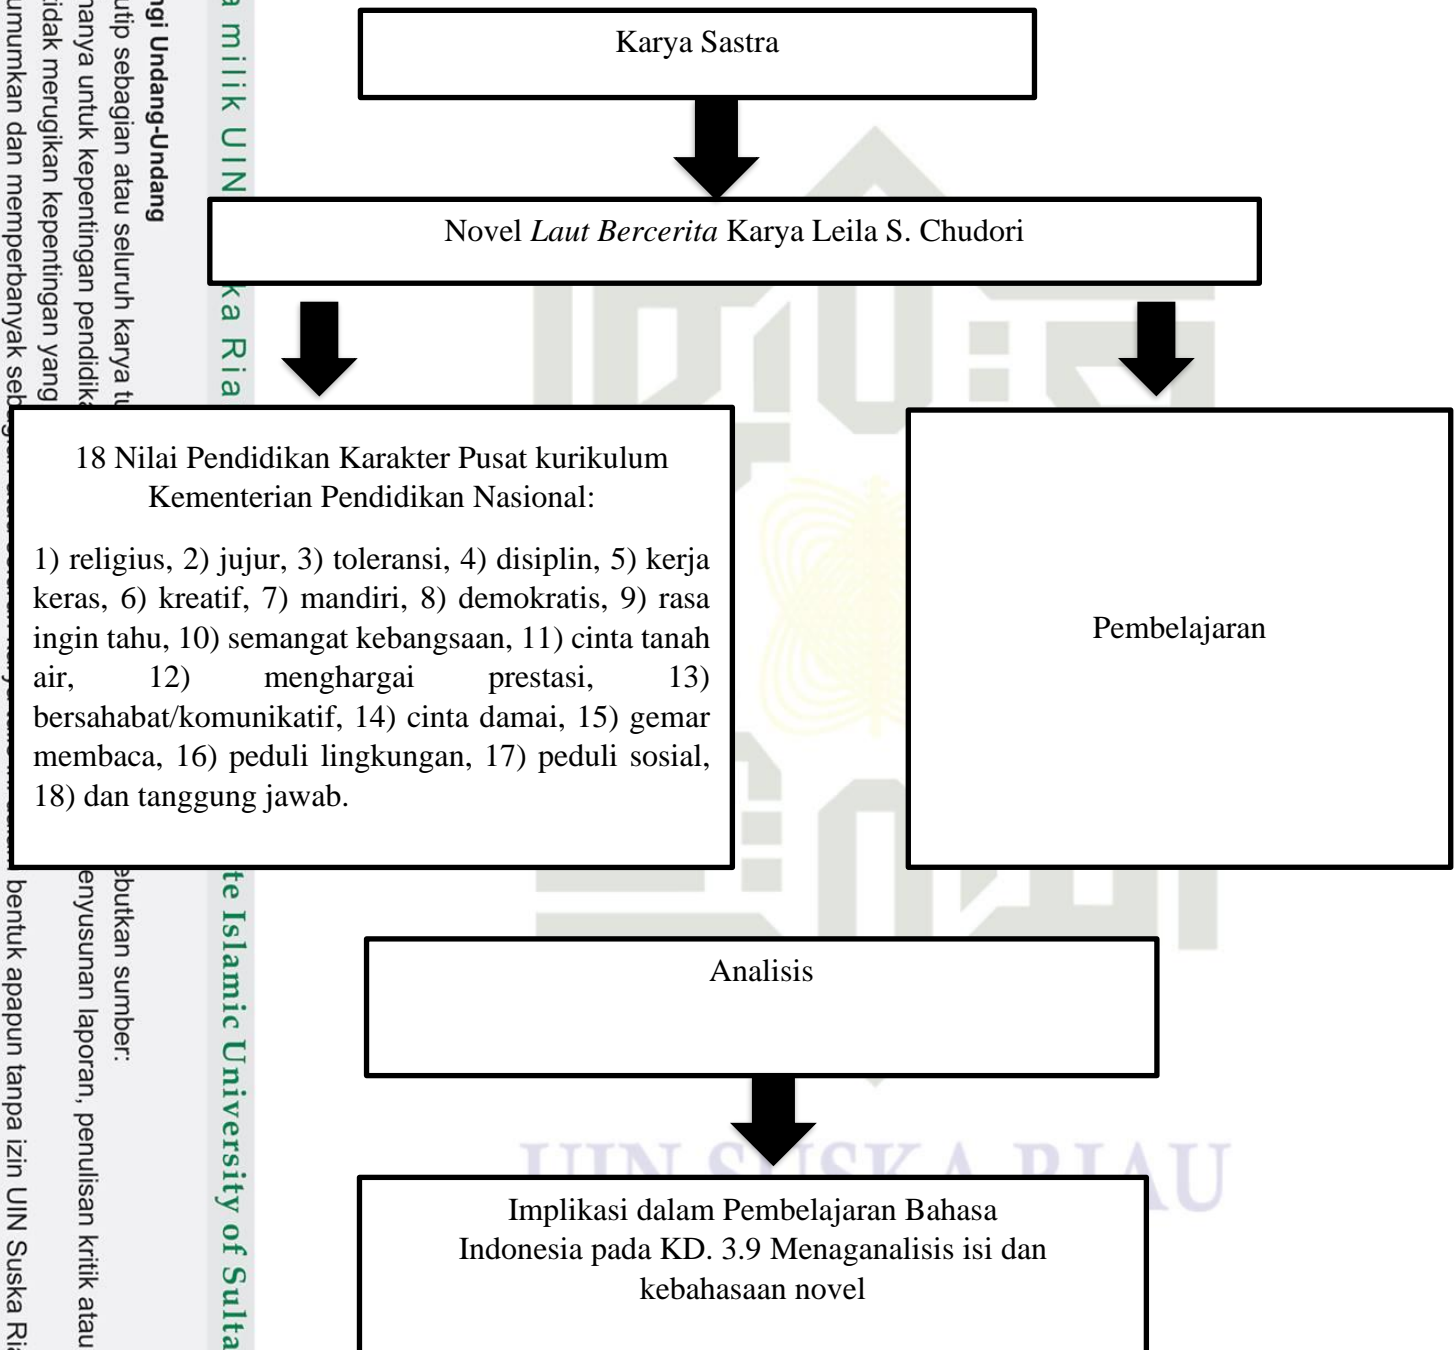 Karya Sastra
Novel Laut Bercerita Karya Leila S. Chudori
18 Nilai Pendidikan Karakter Pusat kurikulum
Kementerian Pendidikan Nasional:
1) religius, 2) jujur, 3) toleransi, 4) disiplin, 5) kerja
keras, 6) kreatif, 7) mandiri, 8) demokratis, 9) rasa
ingin tahu, 10) semangat kebangsaan, 11) cinta tanah
air, 12) menghargai prestasi, 13)
bersahabat/komunikatif, 14) cinta damai, 15) gemar
membaca, 16) peduli lingkungan, 17) peduli sosial,
18) dan tanggung jawab.
Pembelajaran
Analisis
Implikasi dalam Pembelajaran Bahasa
Indonesia pada KD. 3.9 Menaganalisis isi dan
kebahasaan novel
UIN SUSKA RIAU
milik UIN ka Ria
te Islamic University of Sulta
ngi Undang-Undang
utip sebagian atau seluruh karya tu ebutkan sumber:
hanya untuk kepentingan pendidika enyusunan laporan, penulisan kritik atau
tidak merugikan kepentingan yang
umumkan dan memperbanyak seb bentuk apapun tanpa izin UIN Suska Ria